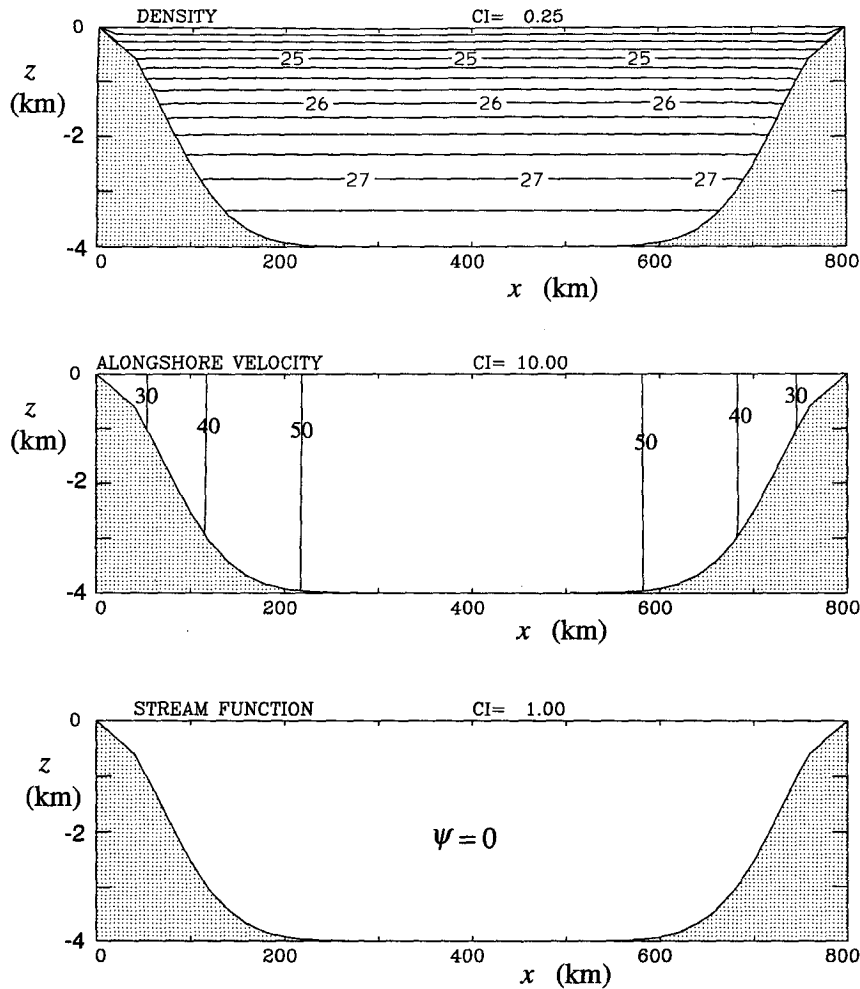 DENSITY CI= 0.25
0
z
(km)
-2
-4
25 25 25
26 26 26
27 27 27
0 200 400 600 800
x (km)
ALONGSHORE VELOCITY CI= 10.00
0
z
(km)
-2
-4
30 30
40 40
50 50
0 200 400 600 800
x (km)
STREAM FUNCTION CI= 1.00
0
z
(km)
-2
-4
ψ=0
0 200 400 600 800
x (km)